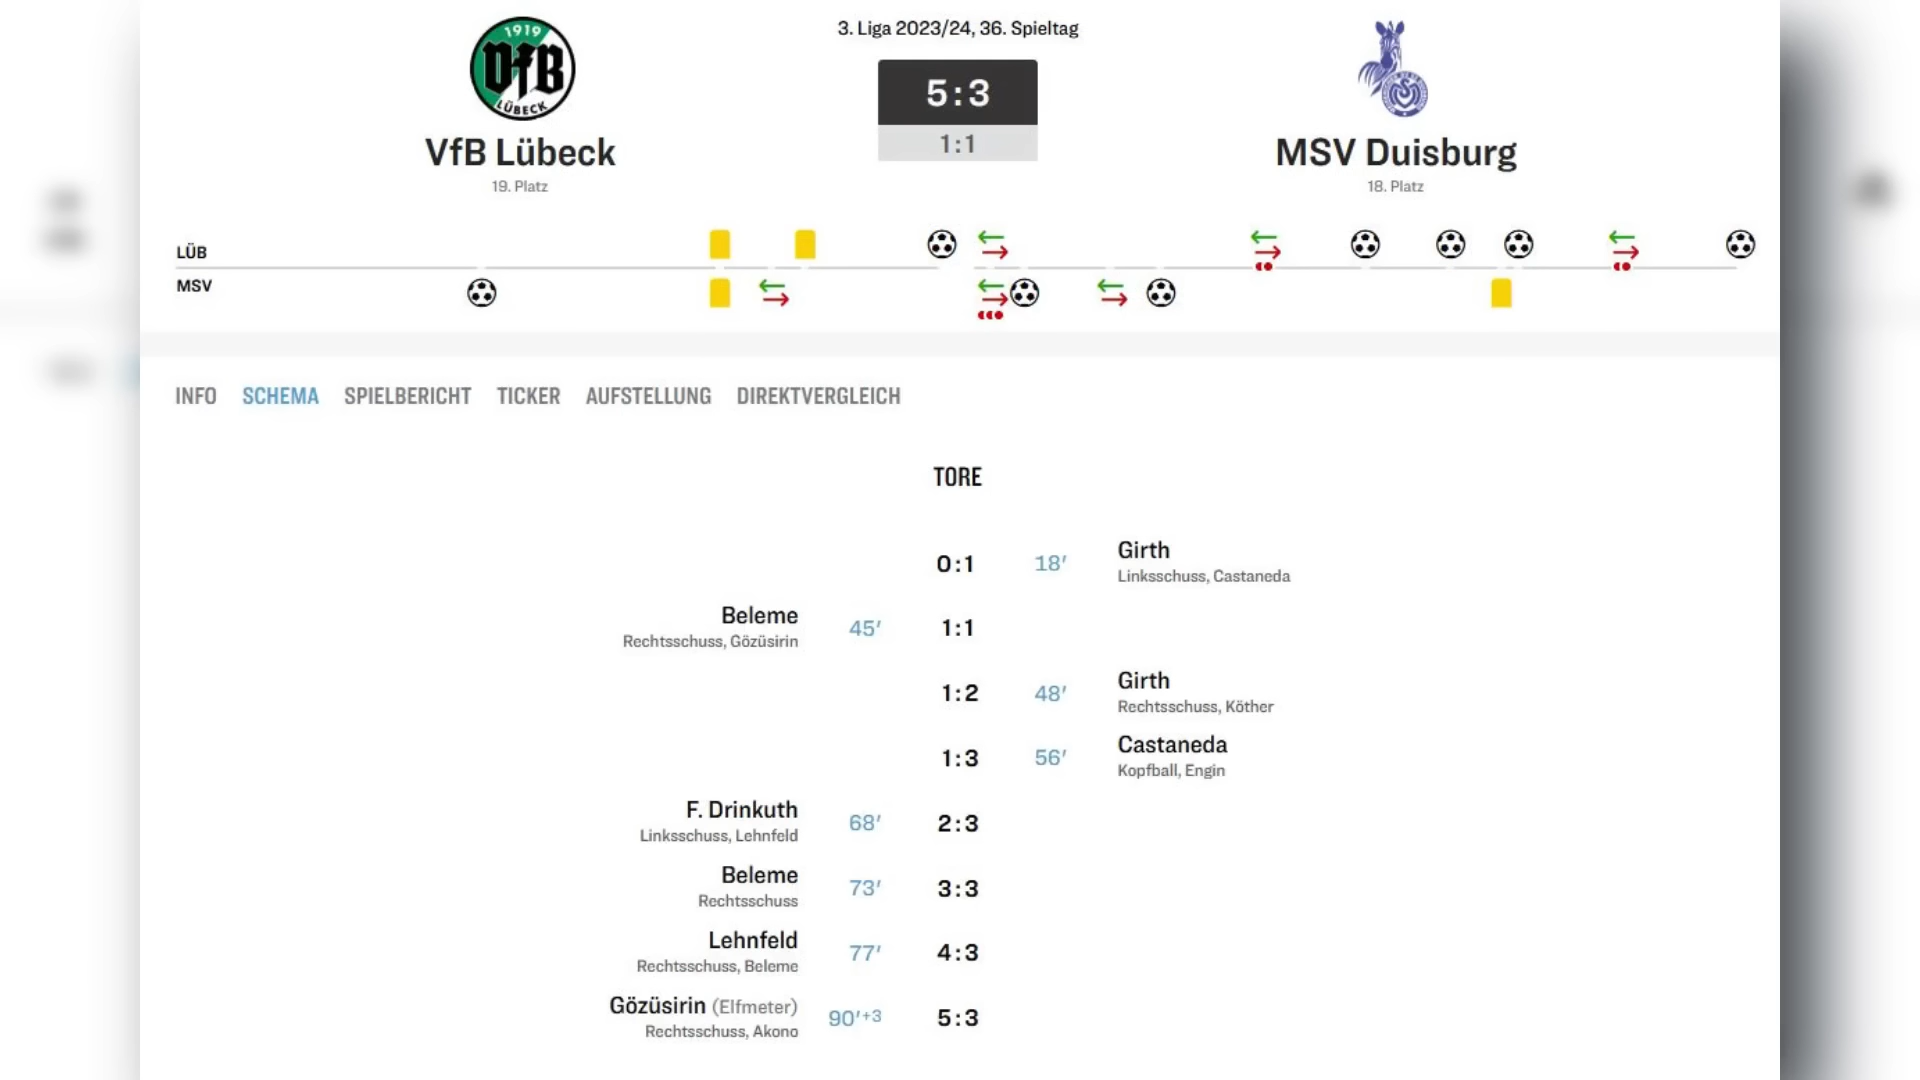 1919
VfB
LÜBECK
3. Liga 2023/24, 36. Spieltag
5:3
1:1
VfB Lübeck
19. Platz
MSV Duisburg
18. Platz
LÜB
MSV
INFO SCHEMA SPIELBERICHT TICKER AUFSTELLUNG DIREKTVERGLEICH
TORE
0:1 18' Girth
Linksschuss, Castaneda
Beleme 45' 1:1
Rechtsschuss, Gözüsirin
1:2 48' Girth
Rechtsschuss, Köther
1:3 56' Castaneda
Kopfball, Engin
F. Drinkuth 68' 2:3
Linksschuss, Lehnfeld
Beleme 73' 3:3
Rechtsschuss
Lehnfeld 77' 4:3
Rechtsschuss, Beleme
Gözüsirin (Elfmeter) 90'+3 5:3
Rechtsschuss, Akono